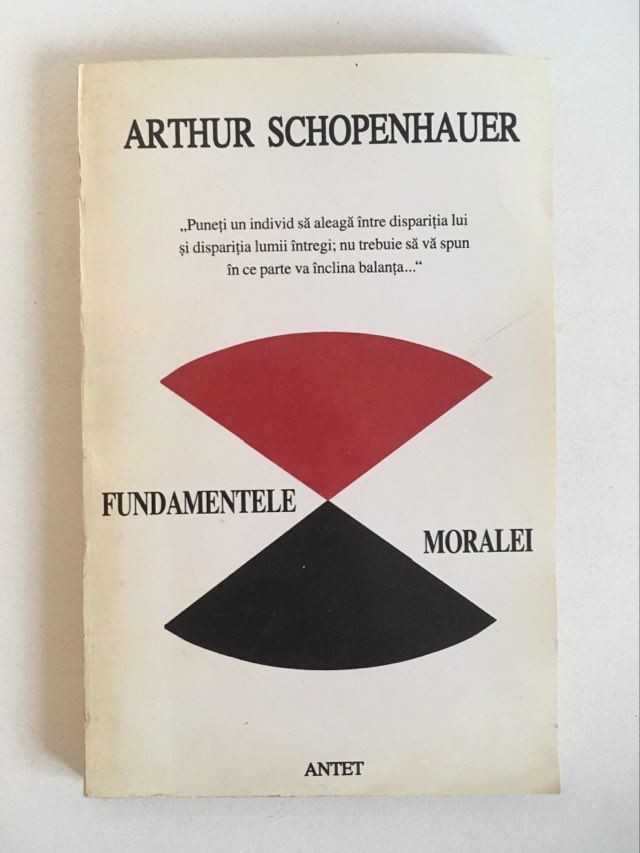 ARTHUR SCHOPENHAUER
„Puneți un individ să aleagă între dispariția lui
și dispariția lumii întregi; nu trebuie să vă spun
în ce parte va înclina balanța...“
FUNDAMENTELE
MORALEI
ANTET